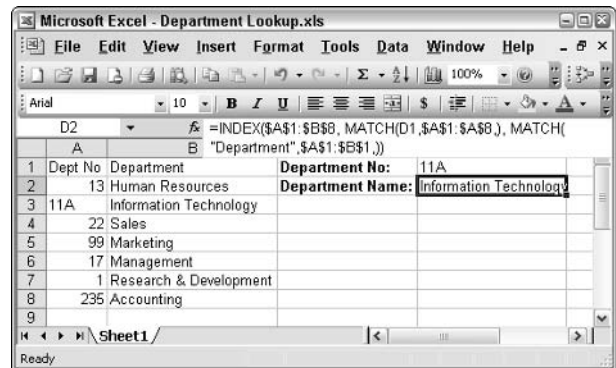 Microsoft Excel - Department Lookup.xls
File Edit View Insert Format Tools Data Window Help
Σ 100%
Arial 10 B I U $ A
D2 fx =INDEX($A$1:$B$8, MATCH(D1,$A$1:$A$8,), MATCH(
"Department",$A$1:$B$1,))
A B
1 Dept No Department Department No: 11A
2 13 Human Resources Department Name: Information Technology
3 11A Information Technology
4 22 Sales
5 99 Marketing
6 17 Management
7 1 Research & Development
8 235 Accounting
9
Sheet1
Ready